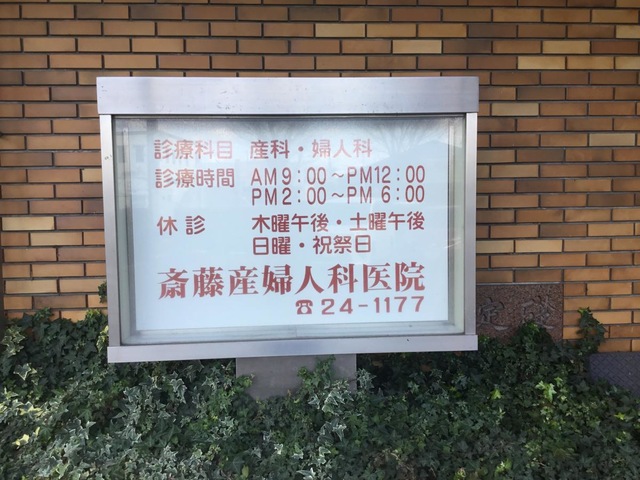 診療科目 産科・婦人科
診療時間 AM9:00～PM12:00
PM2:00～PM6:00
休診 木曜午後・土曜午後
日曜・祝祭日
斎藤産婦人科医院
☎24-1177
定礎